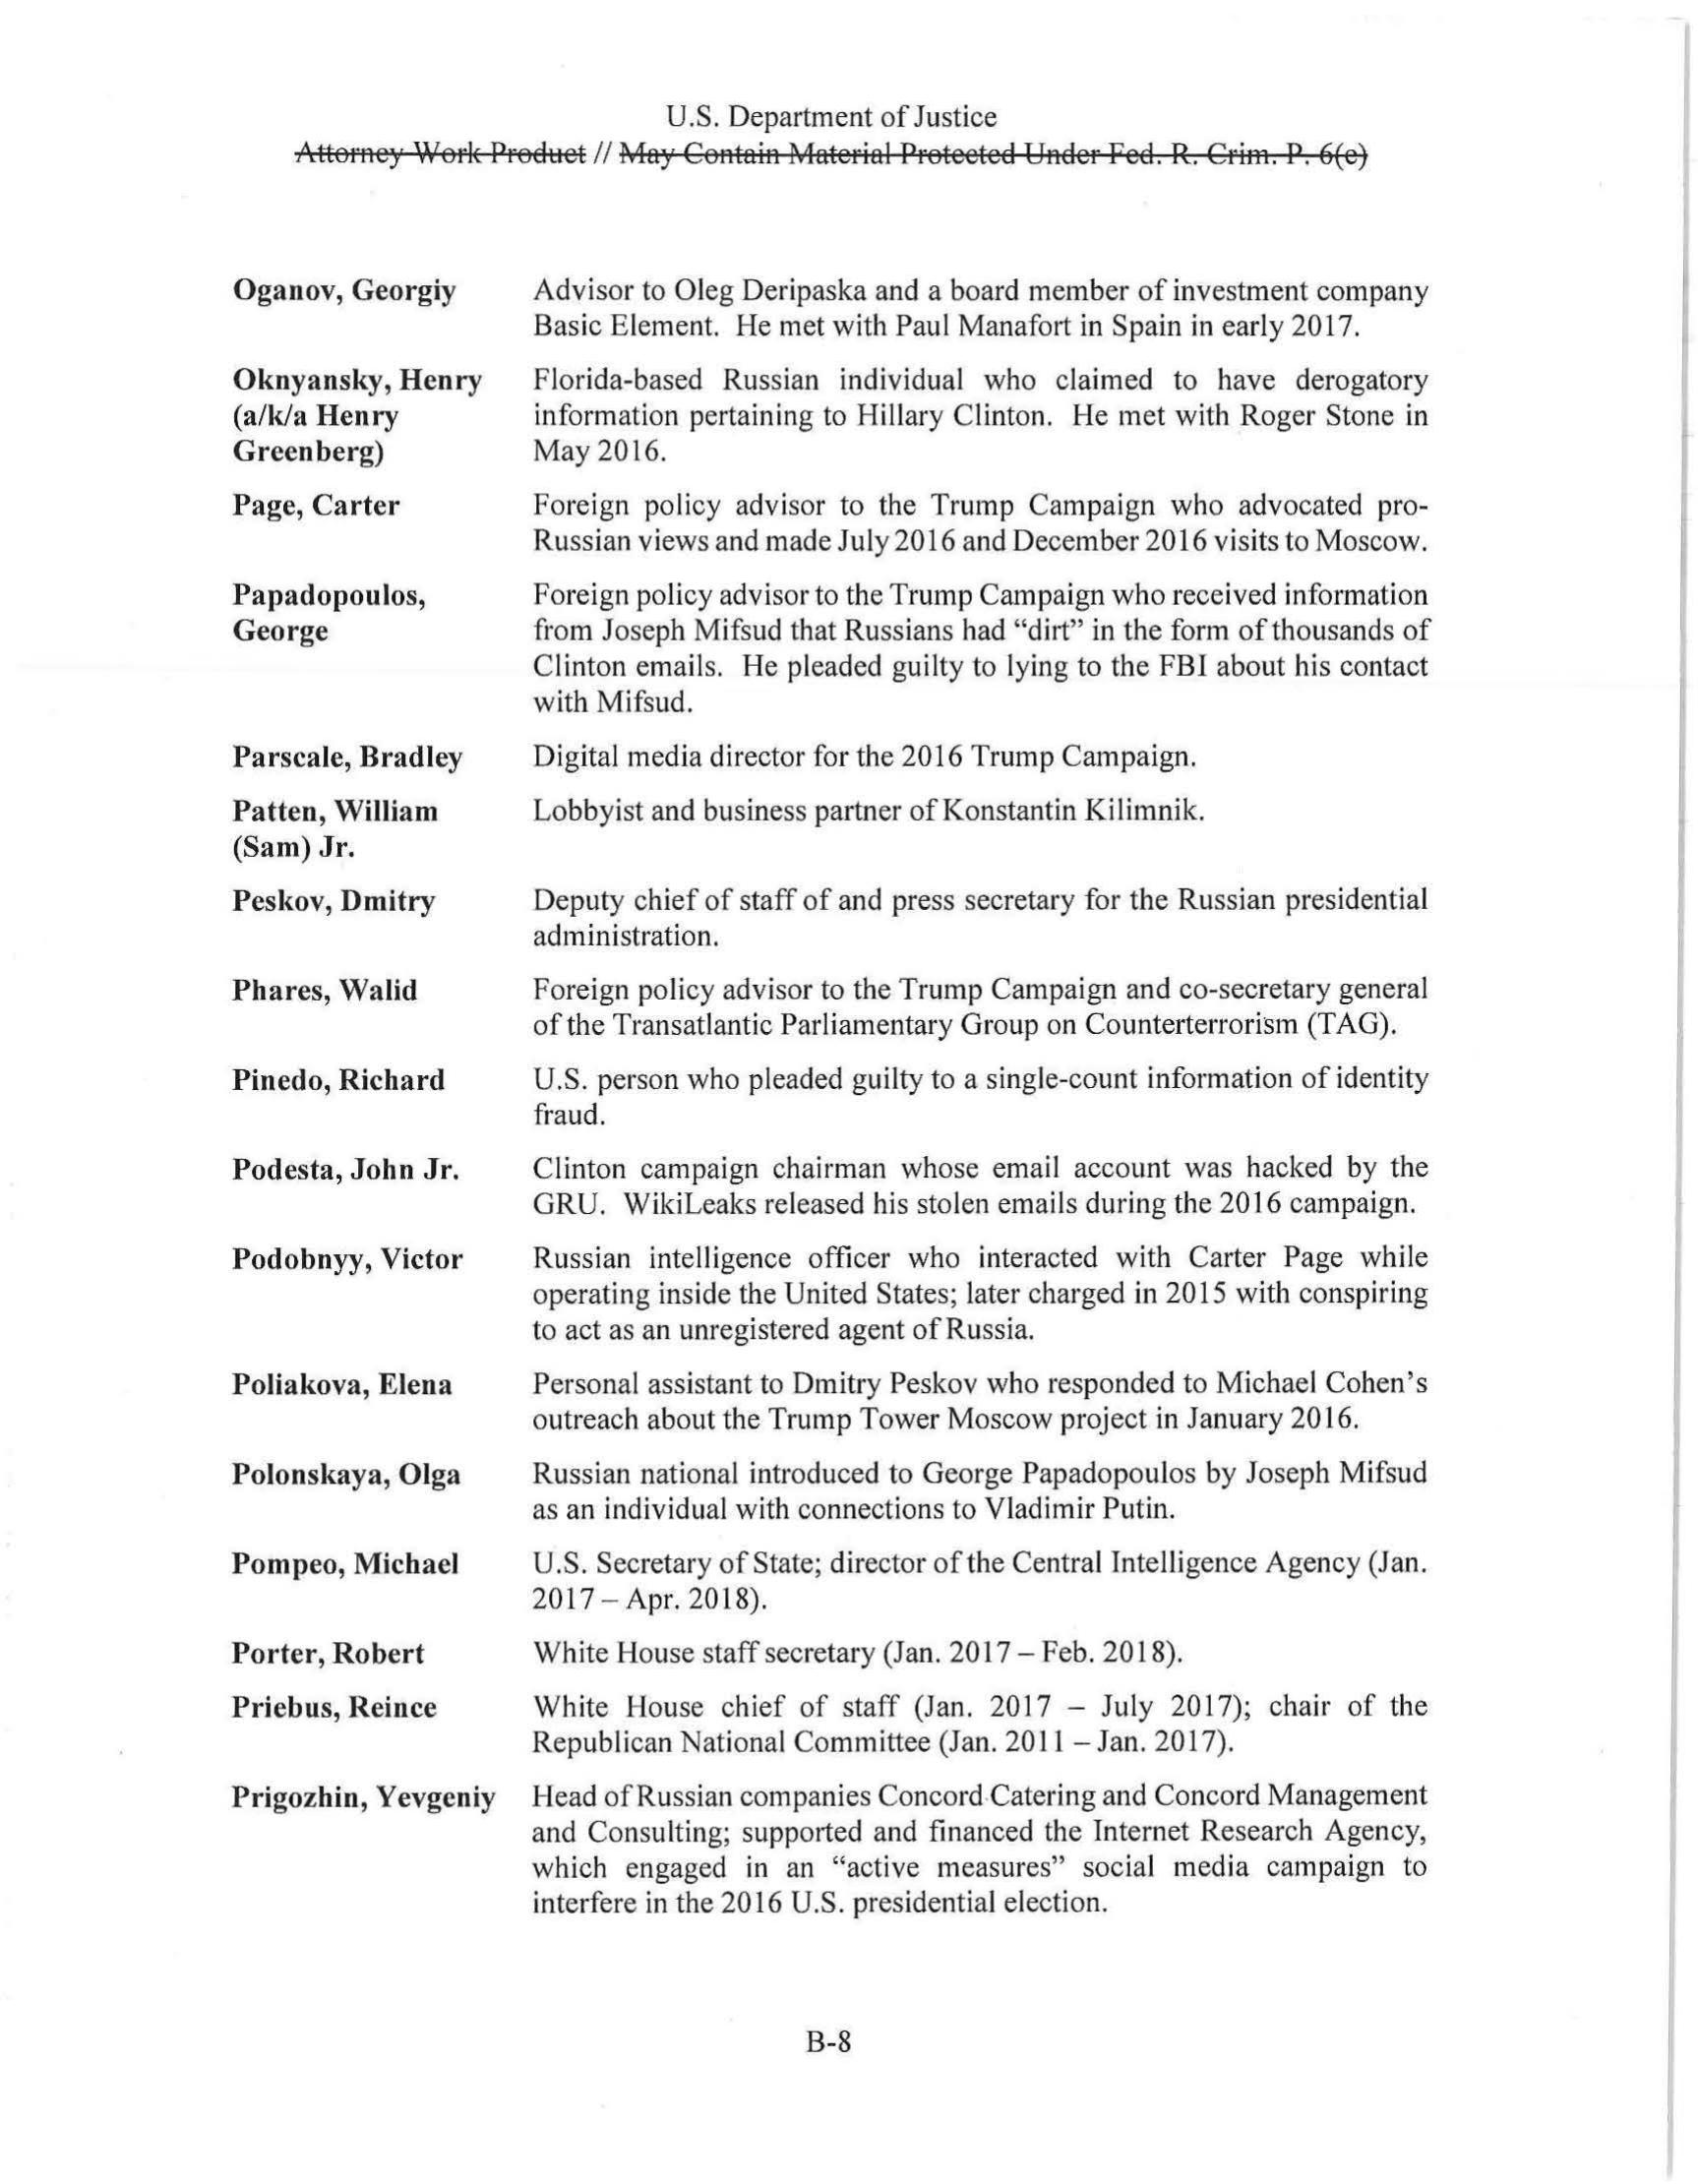 U.S. Department of Justice
Attorney Work Product // May Contain Material Protected Under Fed. R. Crim. P. 6(e)
Oganov, Georgiy Advisor to Oleg Deripaska and a board member of investment company
Basic Element. He met with Paul Manafort in Spain in early 2017.
Oknyansky, Henry Florida-based Russian individual who claimed to have derogatory
(a/k/a Henry information pertaining to Hillary Clinton. He met with Roger Stone in
Greenberg) May 2016.
Page, Carter Foreign policy advisor to the Trump Campaign who advocated pro-
Russian views and made July 2016 and December 2016 visits to Moscow.
Papadopoulos, Foreign policy advisor to the Trump Campaign who received information
George from Joseph Mifsud that Russians had “dirt” in the form of thousands of
Clinton emails. He pleaded guilty to lying to the FBI about his contact
with Mifsud.
Parscale, Bradley Digital media director for the 2016 Trump Campaign.
Patten, William Lobbyist and business partner of Konstantin Kilimnik.
(Sam) Jr.
Peskov, Dmitry Deputy chief of staff of and press secretary for the Russian presidential
administration.
Phares, Walid Foreign policy advisor to the Trump Campaign and co-secretary general
of the Transatlantic Parliamentary Group on Counterterrorism (TAG).
Pinedo, Richard U.S. person who pleaded guilty to a single-count information of identity
fraud.
Podesta, John Jr. Clinton campaign chairman whose email account was hacked by the
GRU. WikiLeaks released his stolen emails during the 2016 campaign.
Podobnyy, Victor Russian intelligence officer who interacted with Carter Page while
operating inside the United States; later charged in 2015 with conspiring
to act as an unregistered agent of Russia.
Poliakova, Elena Personal assistant to Dmitry Peskov who responded to Michael Cohen’s
outreach about the Trump Tower Moscow project in January 2016.
Polonskaya, Olga Russian national introduced to George Papadopoulos by Joseph Mifsud
as an individual with connections to Vladimir Putin.
Pompeo, Michael U.S. Secretary of State; director of the Central Intelligence Agency (Jan.
2017 – Apr. 2018).
Porter, Robert White House staff secretary (Jan. 2017 – Feb. 2018).
Priebus, Reince White House chief of staff (Jan. 2017 – July 2017); chair of the
Republican National Committee (Jan. 2011 – Jan. 2017).
Prigozhin, Yevgeniy Head of Russian companies Concord Catering and Concord Management
and Consulting; supported and financed the Internet Research Agency,
which engaged in an “active measures” social media campaign to
interfere in the 2016 U.S. presidential election.
B-8